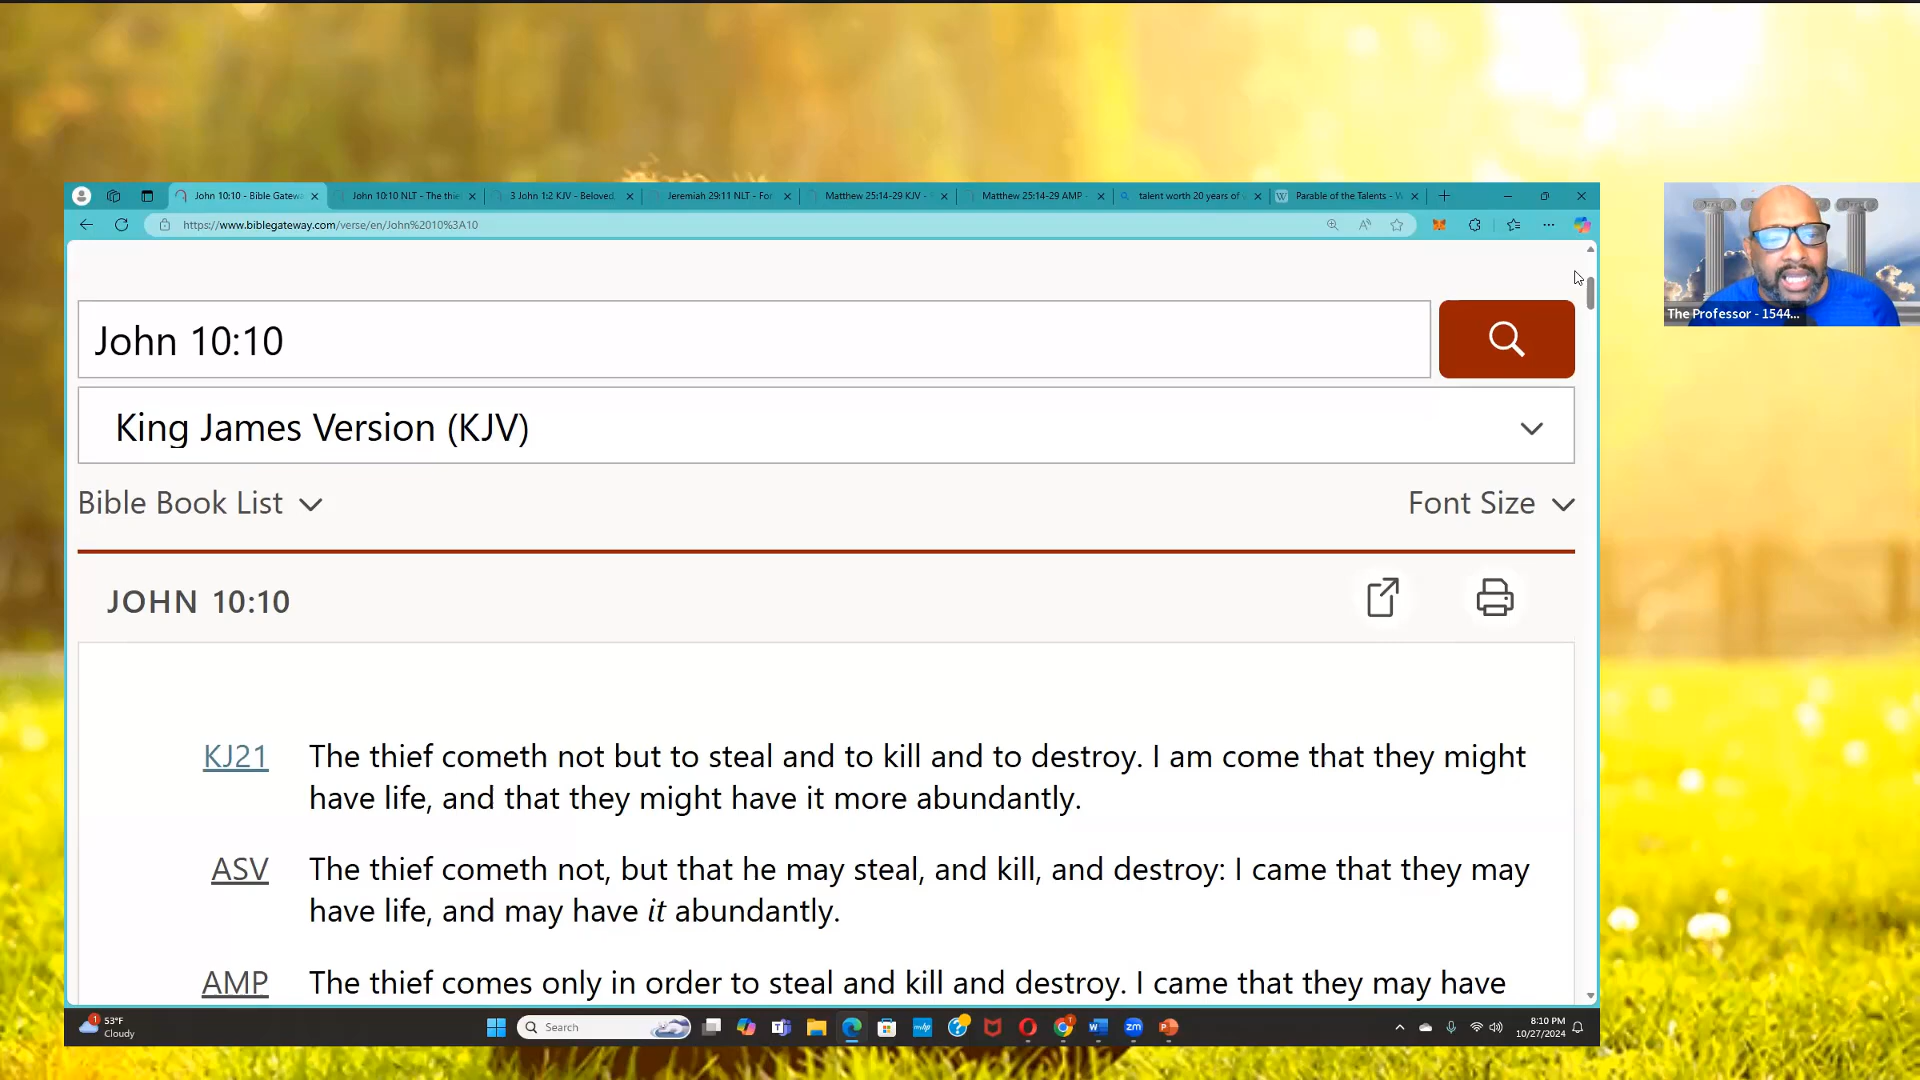 John 10:10 - Bible Gatew
John 10:10 NLT - The thie
3 John 1:2 KJV - Beloved,
Jeremiah 29:11 NLT - For
Matthew 25:14-29 KJV -
Matthew 25:14-29 AMP -
talent worth 20 years of
W Parable of the Talents - W
https://www.biblegateway.com/verse/en/John%2010%3A10
The Professor - 1544...
John 10:10
King James Version (KJV)
Bible Book List
Font Size
JOHN 10:10
KJ21 The thief cometh not but to steal and to kill and to destroy. I am come that they might
have life, and that they might have it more abundantly.
ASV The thief cometh not, but that he may steal, and kill, and destroy: I came that they may
have life, and may have it abundantly.
AMP The thief comes only in order to steal and kill and destroy. I came that they may have
1 53°F
Cloudy
Search
8:10 PM
10/27/2024